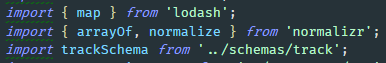 import { map } from 'lodash';
import { arrayOf, normalize } from 'normalizr';
import trackSchema from '../schemas/track';